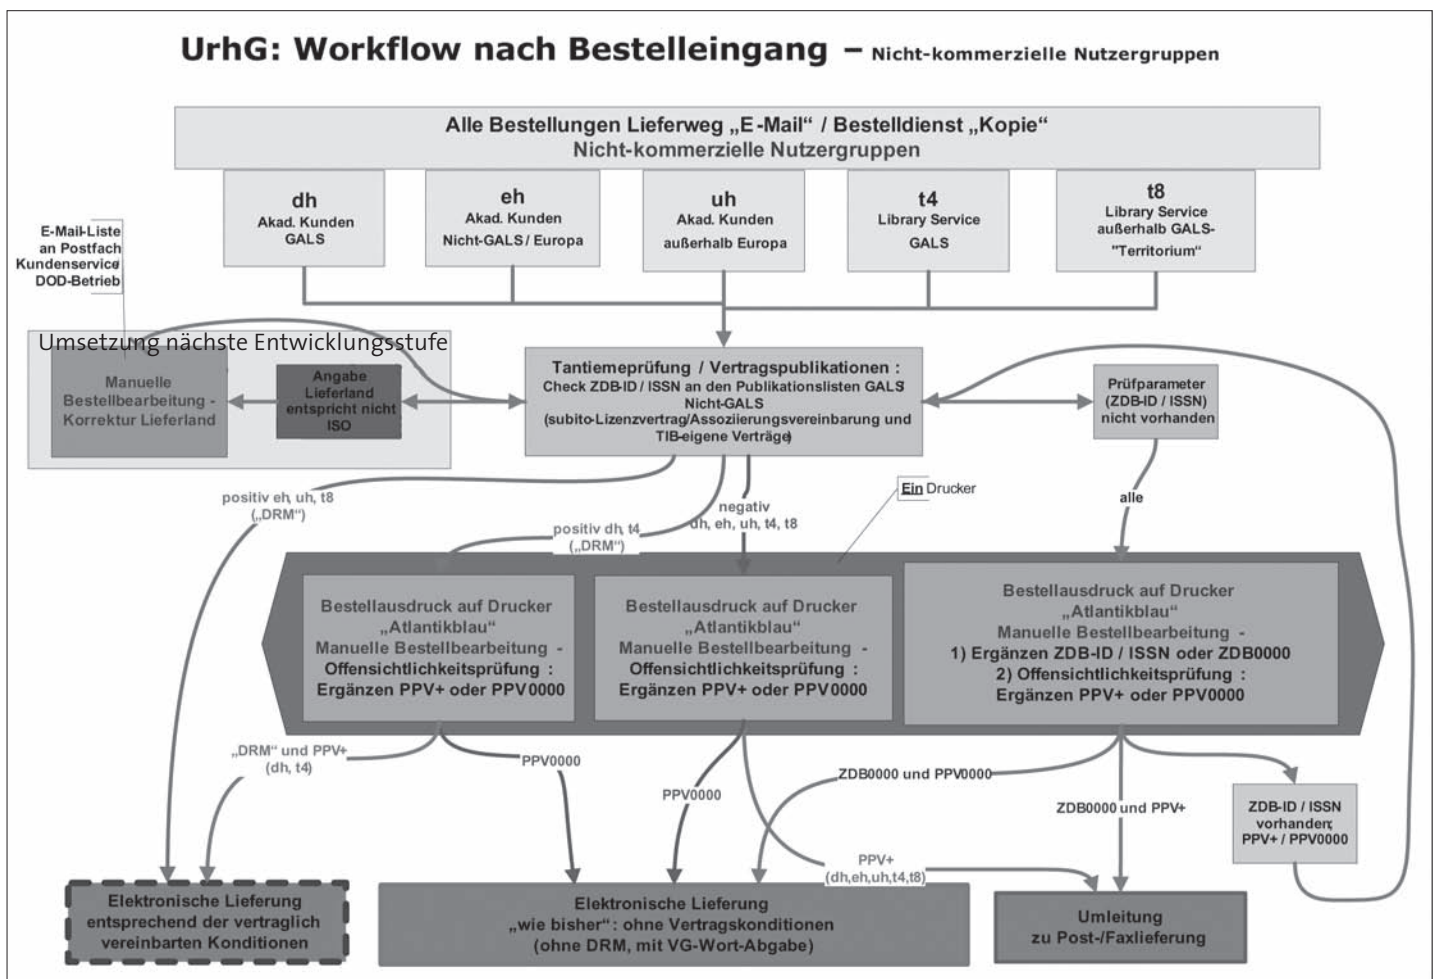 UrhG: Workflow nach Bestelleingang – Nicht-kommerzielle Nutzergruppen
Alle Bestellungen Lieferweg „E-Mail“ / Bestelldienst „Kopie“
Nicht-kommerzielle Nutzergruppen
dh
Akad. Kunden
GALS
eh
Akad. Kunden
Nicht-GALS / Europa
uh
Akad. Kunden
außerhalb Europa
t4
Library Service
GALS
t8
Library Service
außerhalb GALS-
"Territorium“
E-Mail-Liste
an Postfach
Kundenservice/
DOD-Betrieb
Umsetzung nächste Entwicklungsstufe
Manuelle
Bestellbearbeitung -
Korrektur Lieferland
Angabe
Lieferland
entspricht nicht
ISO
Tantiemeprüfung / Vertragspublikationen :
Check ZDB-ID / ISSN an den Publikationslisten GALS/
Nicht-GALS
(subito-Lizenzvertrag/Assoziierungsvereinbarung und
TIB-eigene Verträge)
Prüfparameter
(ZDB-ID / ISSN)
nicht vorhanden
positiv eh, uh, t8
(„DRM“)
positiv dh, t4
(„DRM“)
negativ
dh, eh, uh, t4, t8
Ein Drucker
alle
Bestellausdruck auf Drucker
„Atlantikblau“
Manuelle Bestellbearbeitung -
Offensichtlichkeitsprüfung :
Ergänzen PPV+ oder PPV0000
Bestellausdruck auf Drucker
„Atlantikblau“
Manuelle Bestellbearbeitung -
Offensichtlichkeitsprüfung :
Ergänzen PPV+ oder PPV0000
Bestellausdruck auf Drucker
„Atlantikblau“
Manuelle Bestellbearbeitung -
1) Ergänzen ZDB-ID / ISSN oder ZDB0000
2) Offensichtlichkeitsprüfung :
Ergänzen PPV+ oder PPV0000
„DRM“ und PPV+
(dh, t4)
PPV0000
PPV0000
ZDB0000 und PPV0000
ZDB0000 und PPV+
ZDB-ID / ISSN
vorhanden;
PPV+ / PPV0000
PPV+
(dh,eh,uh,t4,t8)
Elektronische Lieferung
entsprechend der vertraglich
vereinbarten Konditionen
Elektronische Lieferung
„wie bisher“: ohne Vertragskonditionen
(ohne DRM, mit VG-Wort-Abgabe)
Umleitung
zu Post-/Faxlieferung